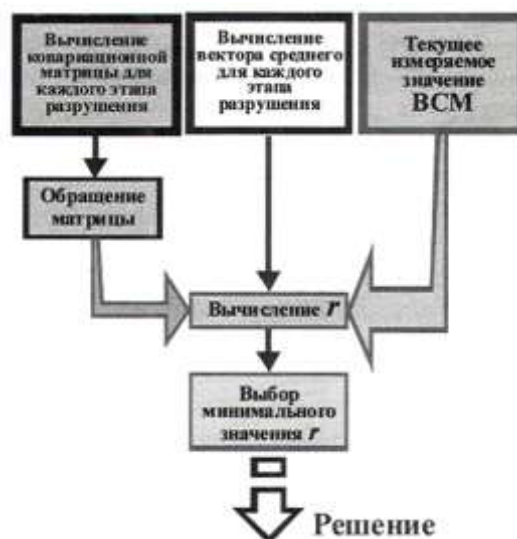 Вычисление
ковариационной
матрицы для
каждого этапа
разрушения
Вычисление
вектора среднего
для каждого
этапа
разрушения
Текущее
измеряемое
значение
ВСМ
Обращение
матрицы
Вычисление r
Выбор
минимального
значения r
Решение